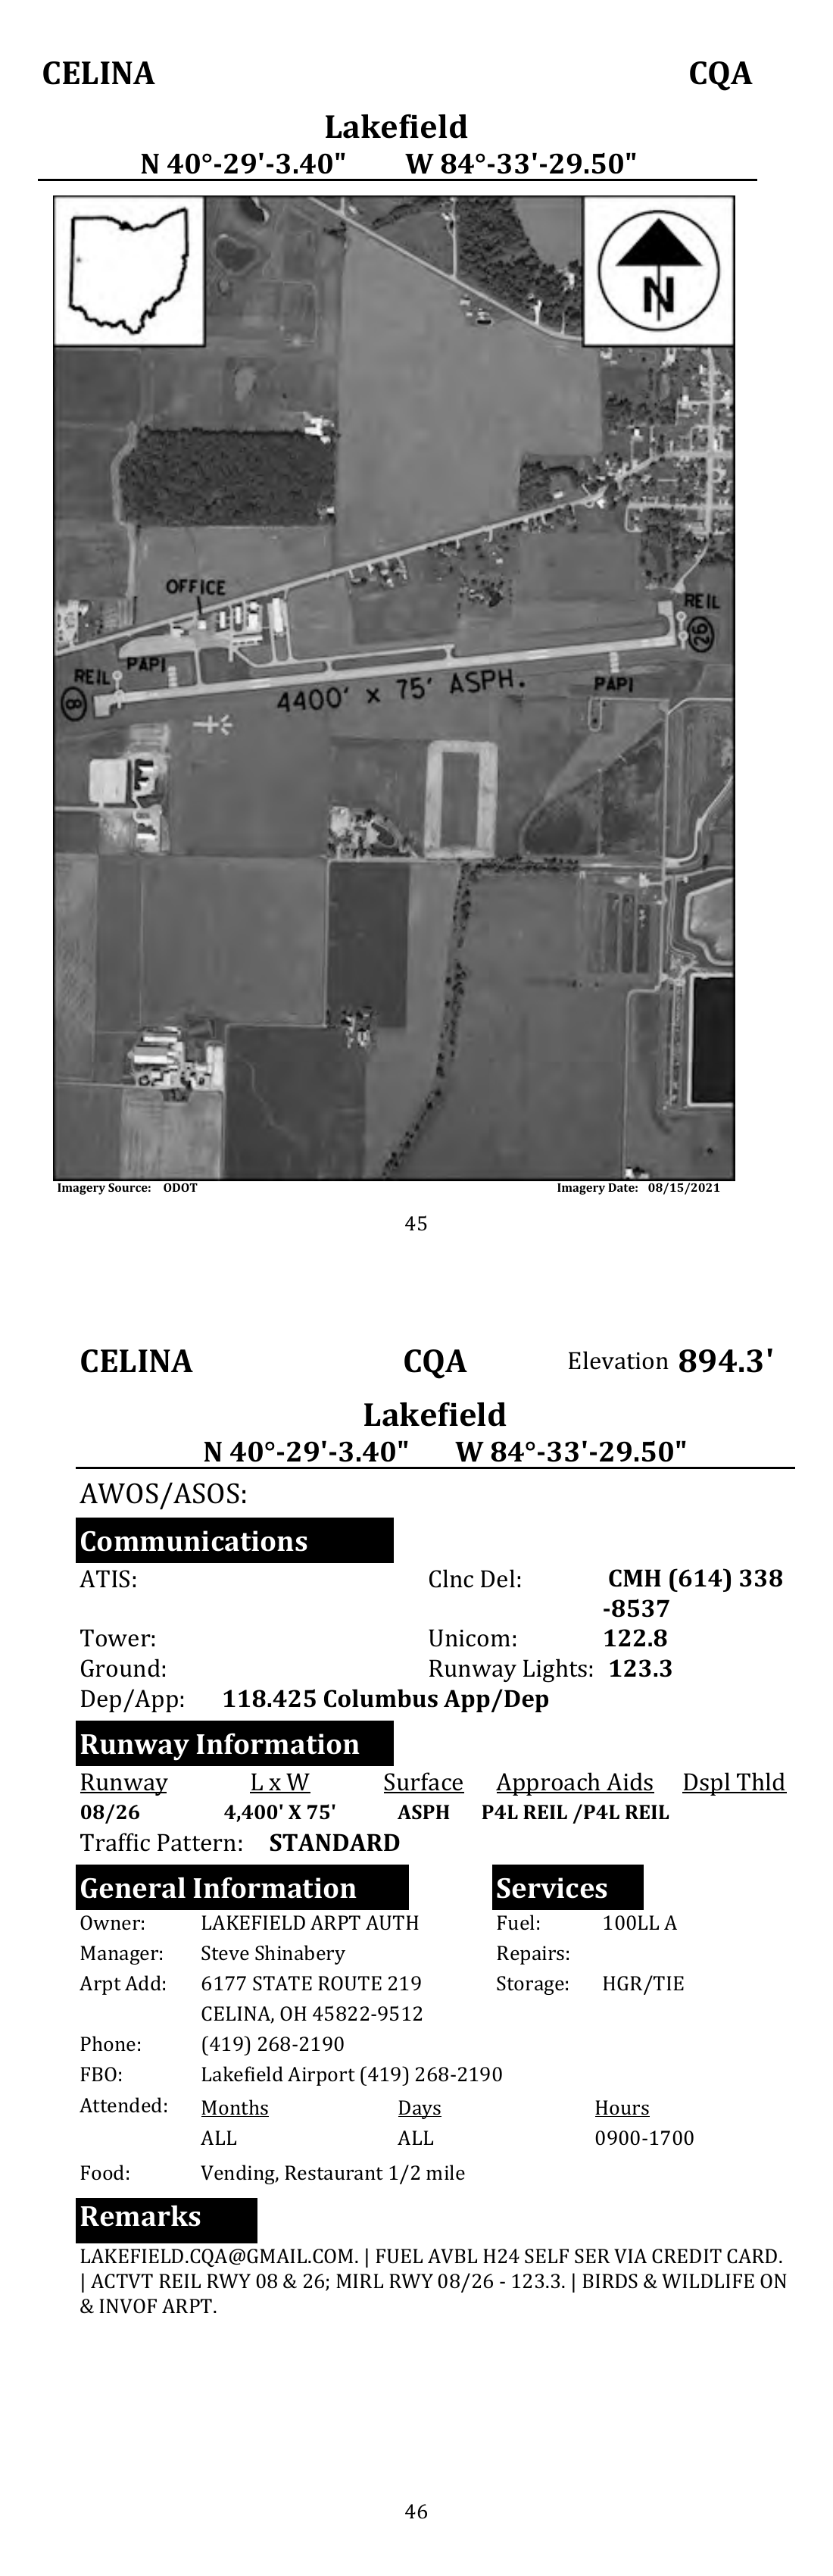 CELINA CQA
Lakefield
N 40°-29'-3.40" W 84°-33'-29.50"
N
OFFICE
REIL
26
PAPI
REIL
8
4400' x 75' ASPH.
PAPI
Imagery Source: ODOT Imagery Date: 08/15/2021
45
CELINA CQA Elevation 894.3'
Lakefield
N 40°-29'-3.40" W 84°-33'-29.50"
AWOS/ASOS:
Communications
ATIS: Clnc Del: CMH (614) 338
-8537
Tower: Unicom: 122.8
Ground: Runway Lights: 123.3
Dep/App: 118.425 Columbus App/Dep
Runway Information
Runway L x W Surface Approach Aids Dspl Thld
08/26 4,400' X 75' ASPH P4L REIL /P4L REIL
Traffic Pattern: STANDARD
General Information Services
Owner: LAKEFIELD ARPT AUTH Fuel: 100LL A
Manager: Steve Shinabery Repairs:
Arpt Add: 6177 STATE ROUTE 219 Storage: HGR/TIE
CELINA, OH 45822-9512
Phone: (419) 268-2190
FBO: Lakefield Airport (419) 268-2190
Attended: Months Days Hours
ALL ALL 0900-1700
Food: Vending, Restaurant 1/2 mile
Remarks
LAKEFIELD.CQA@GMAIL.COM. | FUEL AVBL H24 SELF SER VIA CREDIT CARD.
| ACTVT REIL RWY 08 & 26; MIRL RWY 08/26 - 123.3. | BIRDS & WILDLIFE ON
& INVOF ARPT.
46